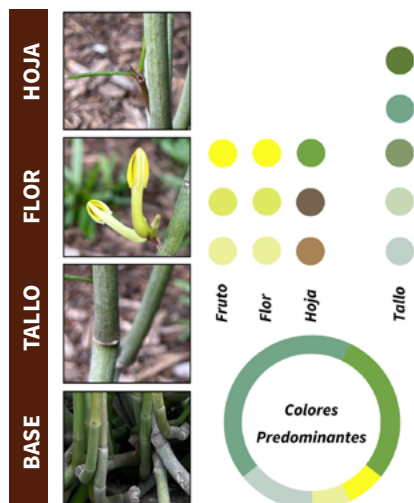 HOJA
FLOR
TALLO
BASE
Fruto
Flor
Hoja
Tallo
Colores
Predominantes